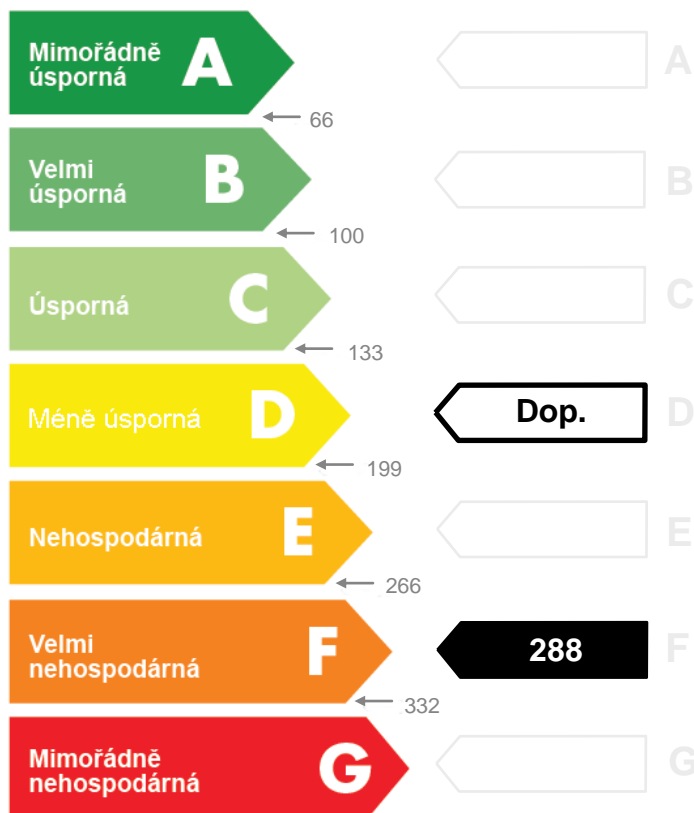 Mimořádně
úsporná
A
A
66
Velmi
úsporná
B
B
100
Úsporná
C
C
133
Méně úsporná
D
Dop.
D
199
Nehospodárná
E
E
266
Velmi
nehospodárná
F
288
F
332
Mimořádně
nehospodárná
G
G